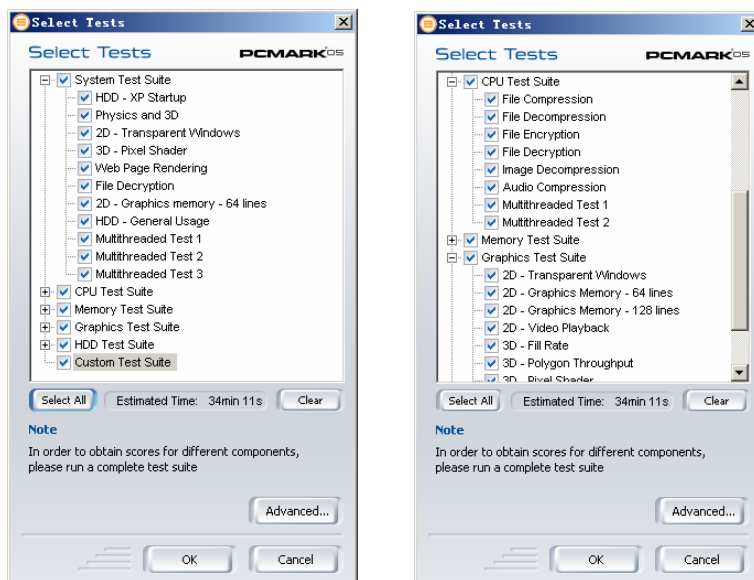 Select Tests
Select Tests
PCMARK05
System Test Suite
HDD - XP Startup
Physics and 3D
2D - Transparent Windows
3D - Pixel Shader
Web Page Rendering
File Decryption
2D - Graphics memory - 64 lines
HDD - General Usage
Multithreaded Test 1
Multithreaded Test 2
Multithreaded Test 3
CPU Test Suite
Memory Test Suite
Graphics Test Suite
HDD Test Suite
Custom Test Suite
Select All Estimated Time: 34min 11s Clear
Note
In order to obtain scores for different components,
please run a complete test suite
Advanced...
OK Cancel
Select Tests
Select Tests
PCMARK05
CPU Test Suite
File Compression
File Decompression
File Encryption
File Decryption
Image Decompression
Audio Compression
Multithreaded Test 1
Multithreaded Test 2
Memory Test Suite
Graphics Test Suite
2D - Transparent Windows
2D - Graphics Memory - 64 lines
2D - Graphics Memory - 128 lines
2D - Video Playback
3D - Fill Rate
3D - Polygon Throughput
3D - Pixel Shader
Select All Estimated Time: 34min 11s Clear
Note
In order to obtain scores for different components,
please run a complete test suite
Advanced...
OK Cancel